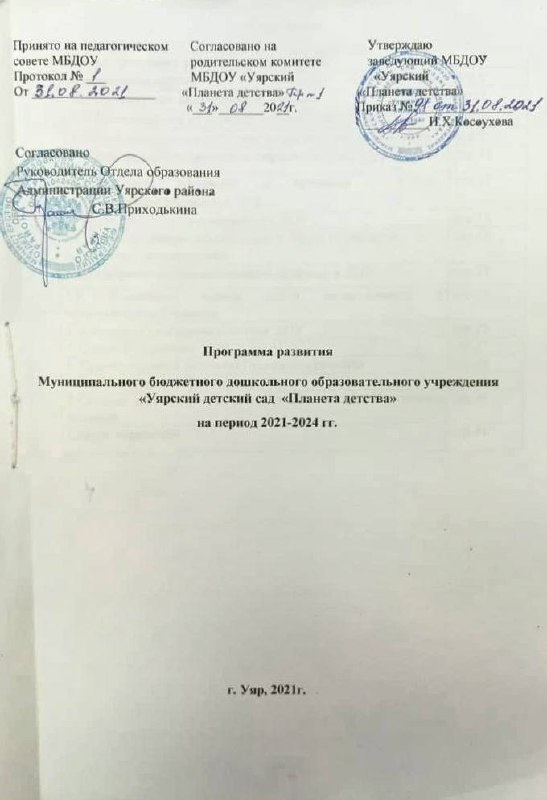 Принято на педагогическом
совете МБДОУ
Протокол № 1
От 31.08.2021
Согласовано на
родительском комитете
МБДОУ «Уярский
«Планета детства»
« 31» 08 2021г.
Утверждаю
заведующий МБДОУ
«Уярский
«Планета детства»
Приказ №91 от 31.08.2021
И.Х.Косоухова
Согласовано
Руководитель Отдела образования
Администрации Уярского района
С.В.Приходькина
Программа развития
Муниципального бюджетного дошкольного образовательного учреждения
«Уярский детский сад «Планета детства»
на период 2021-2024 гг.
г. Уяр, 2021г.